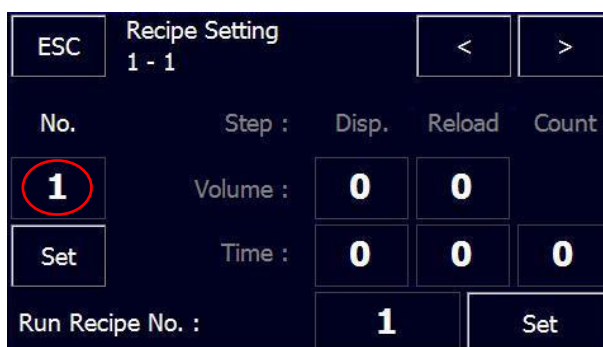 ESC Recipe Setting < >
1 - 1
No. Step : Disp. Reload Count
1 Volume : 0 0
Set Time : 0 0 0
Run Recipe No. : 1 Set